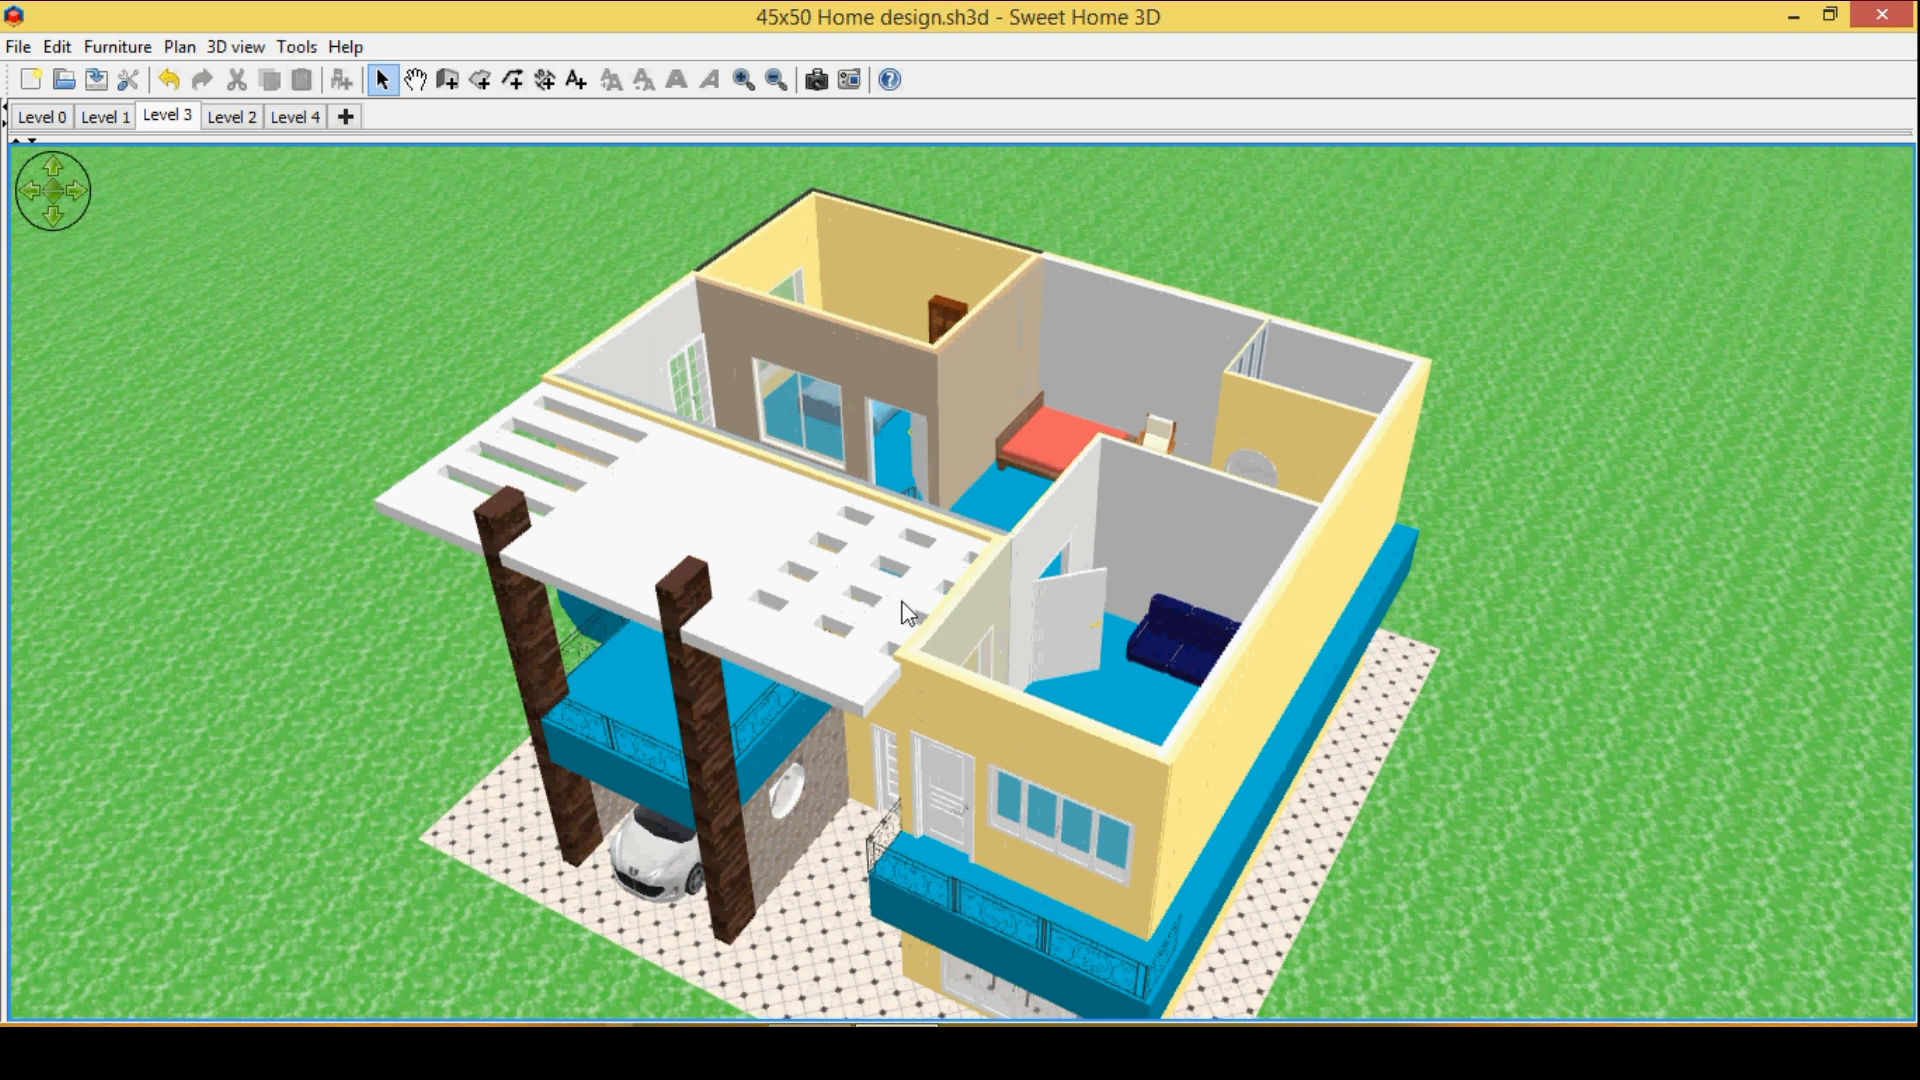 45x50 Home design.sh3d - Sweet Home 3D
File Edit Furniture Plan 3D view Tools Help
Level 0 Level 1 Level 3 Level 2 Level 4